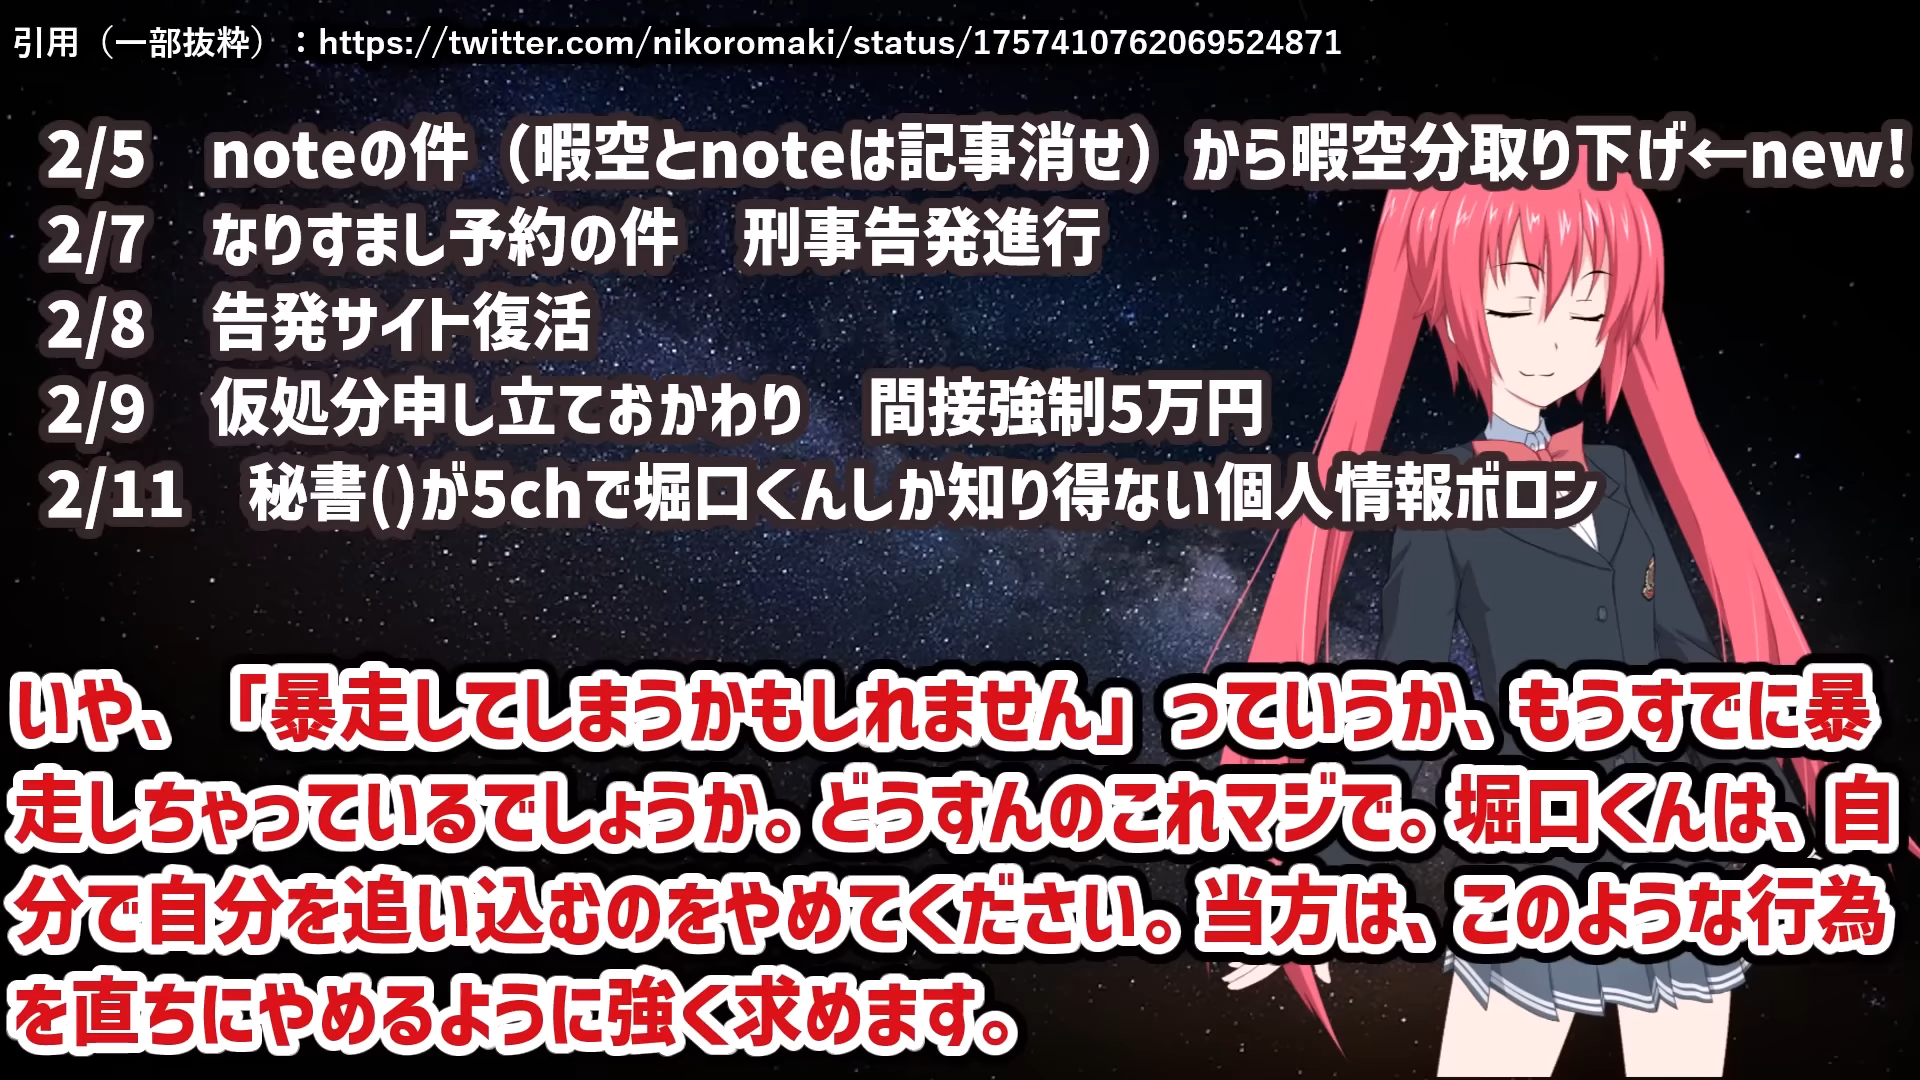 引用（一部抜粋）：https://twitter.com/nikoromaki/status/1757410762069524871
2/5　noteの件（暇空とnoteは記事消せ）から暇空分取り下げ←new!
2/7　なりすまし予約の件　刑事告発進行
2/8　告発サイト復活
2/9　仮処分申し立ておかわり　間接強制5万円
2/11　秘書()が5chで堀口くんしか知り得ない個人情報ボロン
いや、「暴走してしまうかもしれません」っていうか、もうすでに暴
走しちゃっているでしょうか。どうすんのこれマジで。堀口くんは、自
分で自分を追い込むのをやめてください。当方は、このような行為
を直ちにやめるように強く求めます。